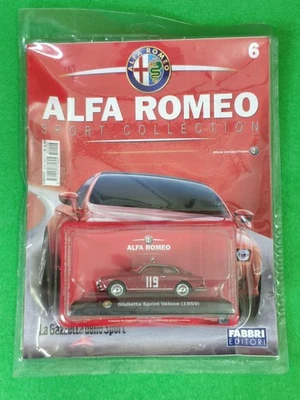 6
ALFA ROMEO
ALFA ROMEO
SPORT COLLECTION
ALFA ROMEO
119
Giulietta Sprint Veloce (1959)
La Gazzetta dello Sport
FABBRI
EDITORI